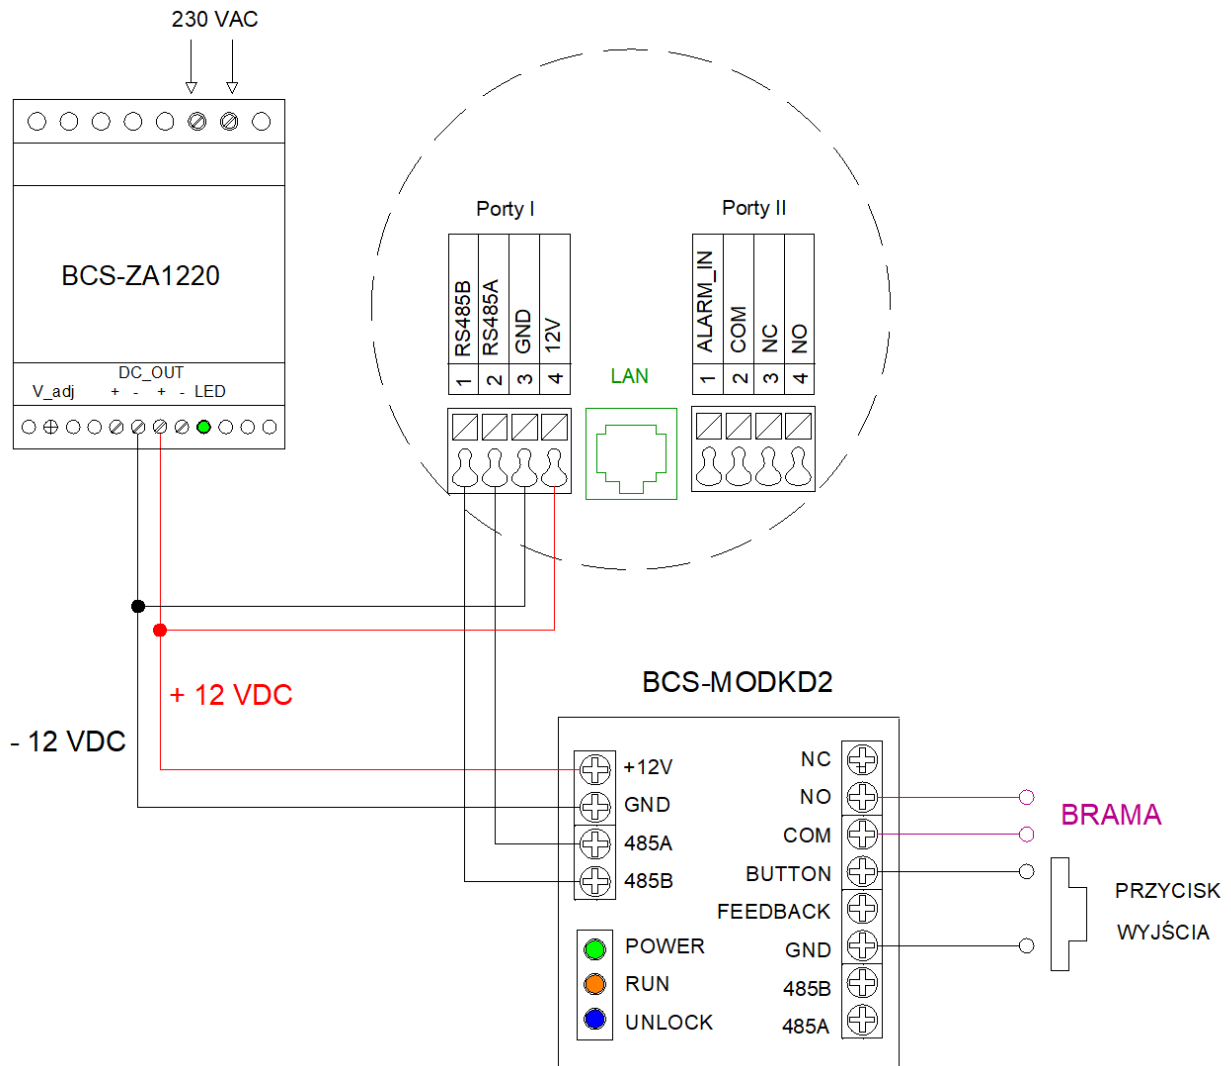 230 VAC
BCS-ZA1220
DC_OUT
V_adj + - + - LED
Porty I
RS485B
RS485A
GND
12V
1
2
3
4
LAN
Porty II
ALARM_IN
COM
NC
NO
1
2
3
4
+ 12 VDC
- 12 VDC
BCS-MODKD2
+12V
GND
485A
485B
POWER
RUN
UNLOCK
NC
NO
COM
BUTTON
FEEDBACK
GND
485B
485A
BRAMA
PRZYCISK
WYJŚCIA